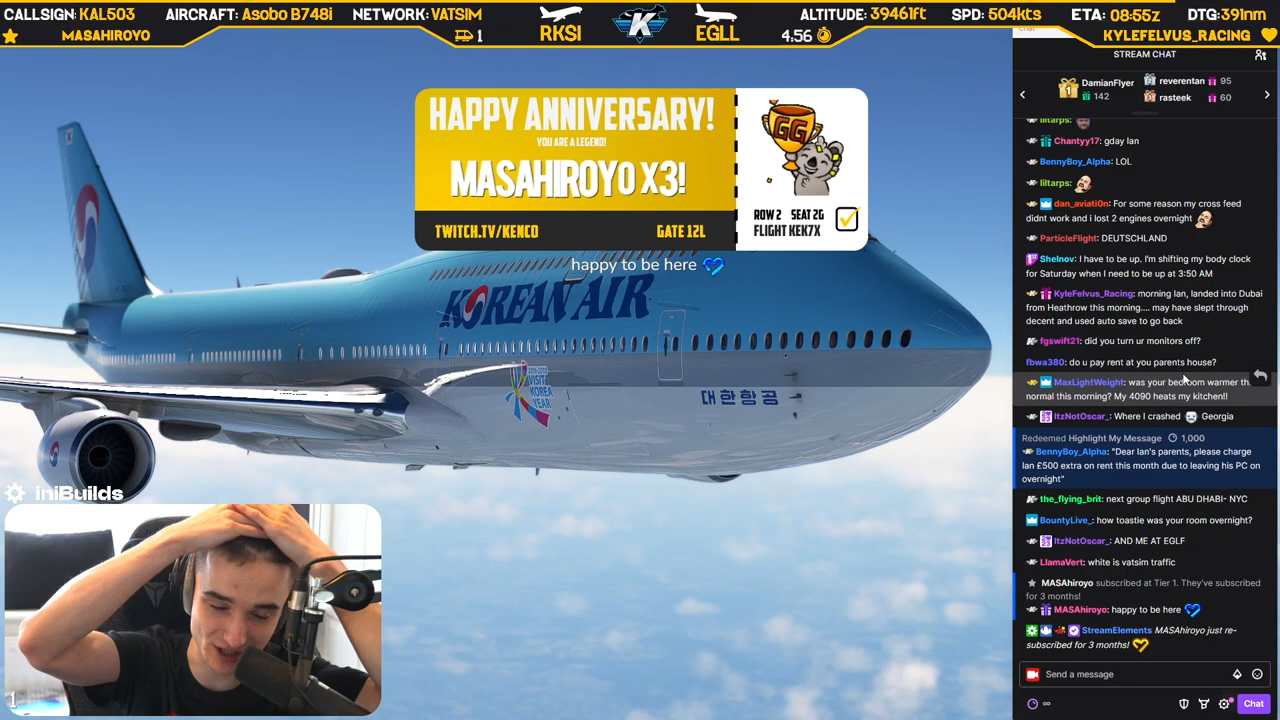 CALLSIGN: KAL503
AIRCRAFT: Asobo B748i
NETWORK: VATSIM
ALTITUDE: 39461ft
SPD: 504kts
ETA: 08:55z
DTG: 391nm
MASAHIROYO
1
RKSI
K
EGLL
4.56
KYLEFELVUS_RACING
HAPPY ANNIVERSARY!
YOU ARE A LEGEND!
MASAHIROYO X3!
TWITCH.TV/KENCO
GATE 12L
GG
ROW 2 SEAT 2G
FLIGHT KEK7X
happy to be here
KOREAN AIR
VISIT
KOREA
YEAR
대한항공
iniBuilds
1
Chat
STREAM CHAT
1
DamianFlyer
142
2
reverentan
95
3
rasteek
60
liltarps:
Chantyy17: gday Ian
BennyBoy_Alpha: LOL
liltarps:
dan_aviati0n: For some reason my cross feed
didnt work and i lost 2 engines overnight
ParticleFlight: DEUTSCHLAND
Shelnov: I have to be up. I'm shifting my body clock
for Saturday when I need to be up at 3:50 AM
KyleFelvus_Racing: morning Ian, landed into Dubai
from Heathrow this morning.... may have slept through
decent and used auto save to go back
fgswift21: did you turn ur monitors off?
fbwa380: do u pay rent at you parents house?
MaxLightWeight: was your bedroom warmer th
normal this morning? My 4090 heats my kitchen!!
ItzNotOscar_: Where I crashed Georgia
Redeemed Highlight My Message 1,000
BennyBoy_Alpha: "Dear Ian's parents, please charge
Ian £500 extra on rent this month due to leaving his PC on
overnight"
the_flying_brit: next group flight ABU DHABI- NYC
BountyLive_: how toastie was your room overnight?
ItzNotOscar_: AND ME AT EGLF
LlamaVert: white is vatsim traffic
MASAhiroyo subscribed at Tier 1. They've subscribed
for 3 months!
MASAhiroyo: happy to be here
StreamElements MASAhiroyo just re-
subscribed for 3 months!
Send a message
Chat